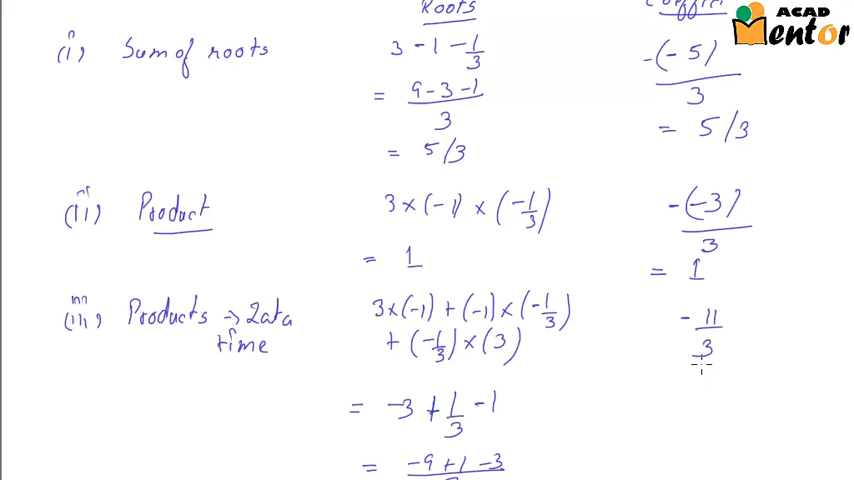 Roots
ACAD
Mentor
(i) Sum of roots 3 - 1 - 1/3 -(-5)/3
= (9 - 3 - 1)/3 = 5/3
= 5/3
(ii) Product 3 × (-1) × (-1/3) -(-3)/3
= 1 = 1
(iii) Products → 2 at a time 3×(-1) + (-1) × (-1/3) -11/3
+ (-1/3) × (3)
= -3 + 1/3 - 1
= -9 + 1 - 3